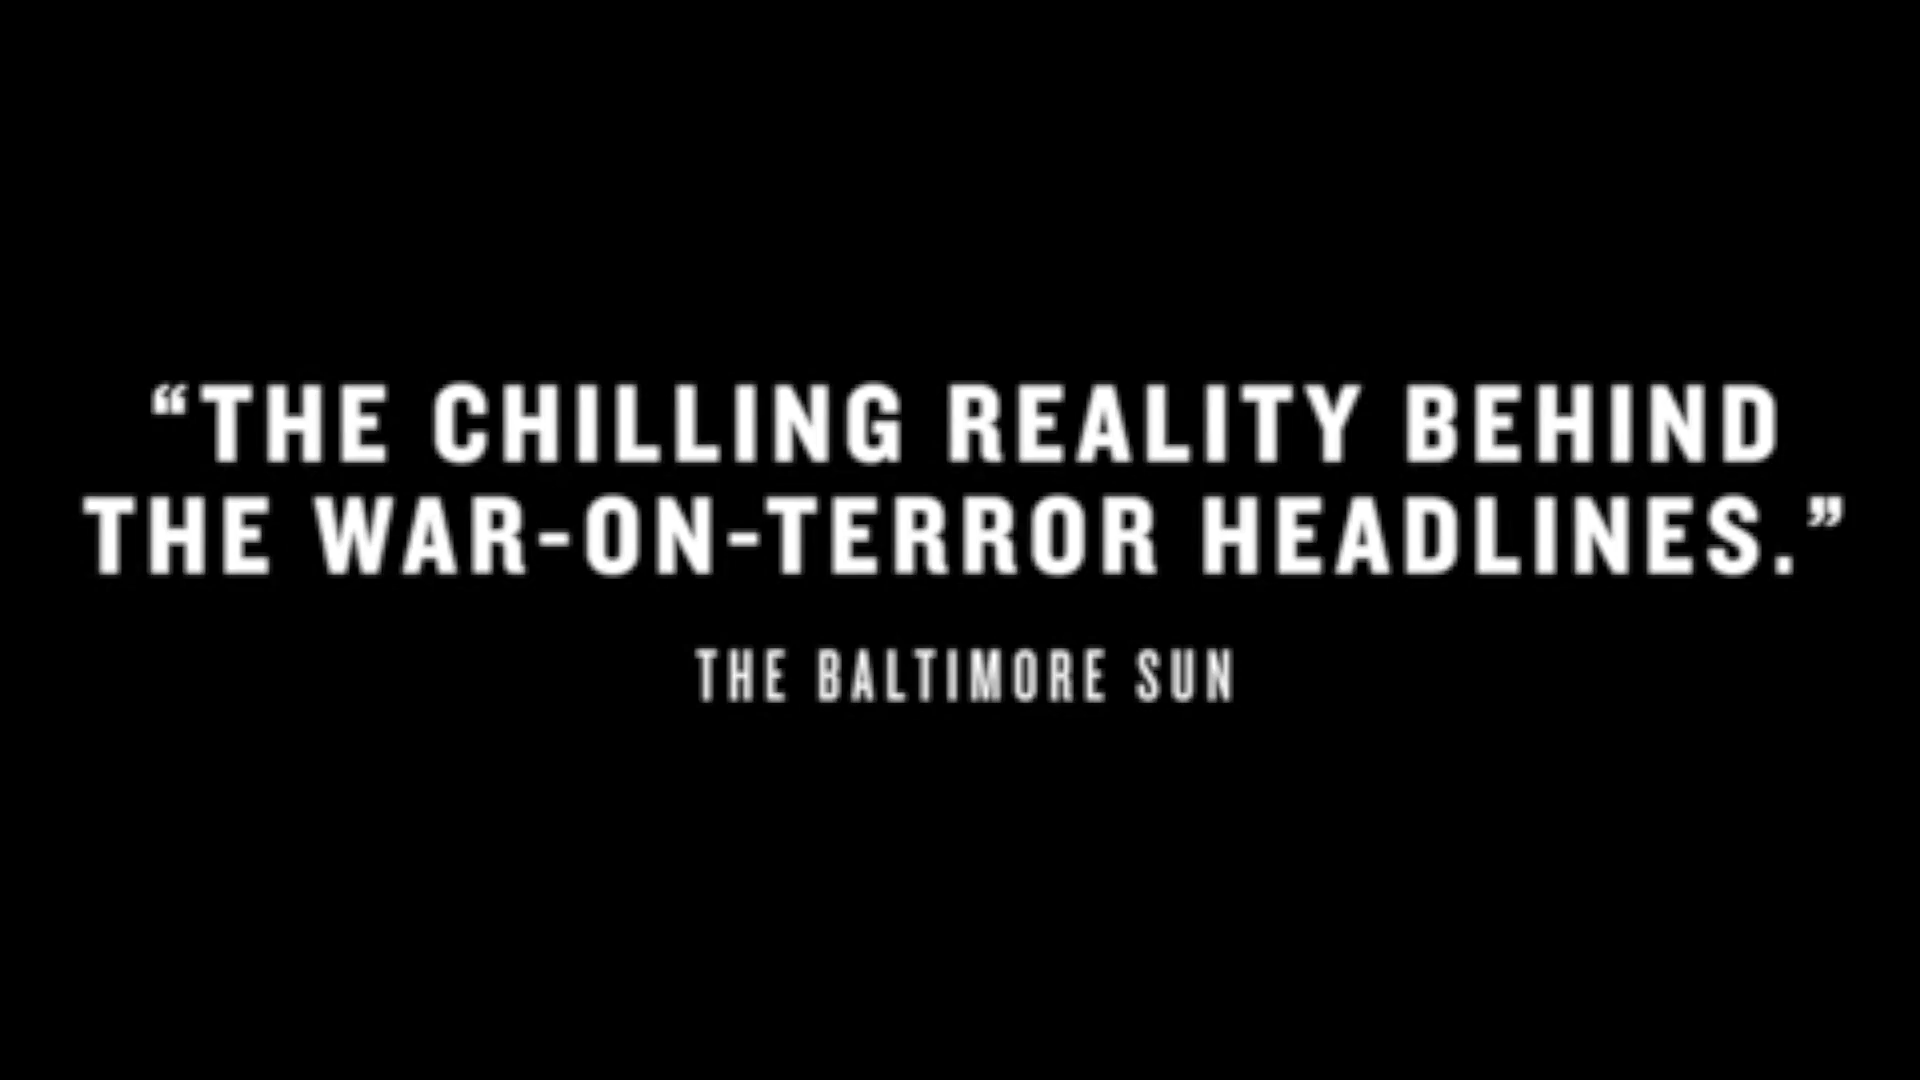 “THE CHILLING REALITY BEHIND
THE WAR-ON-TERROR HEADLINES.”
THE BALTIMORE SUN